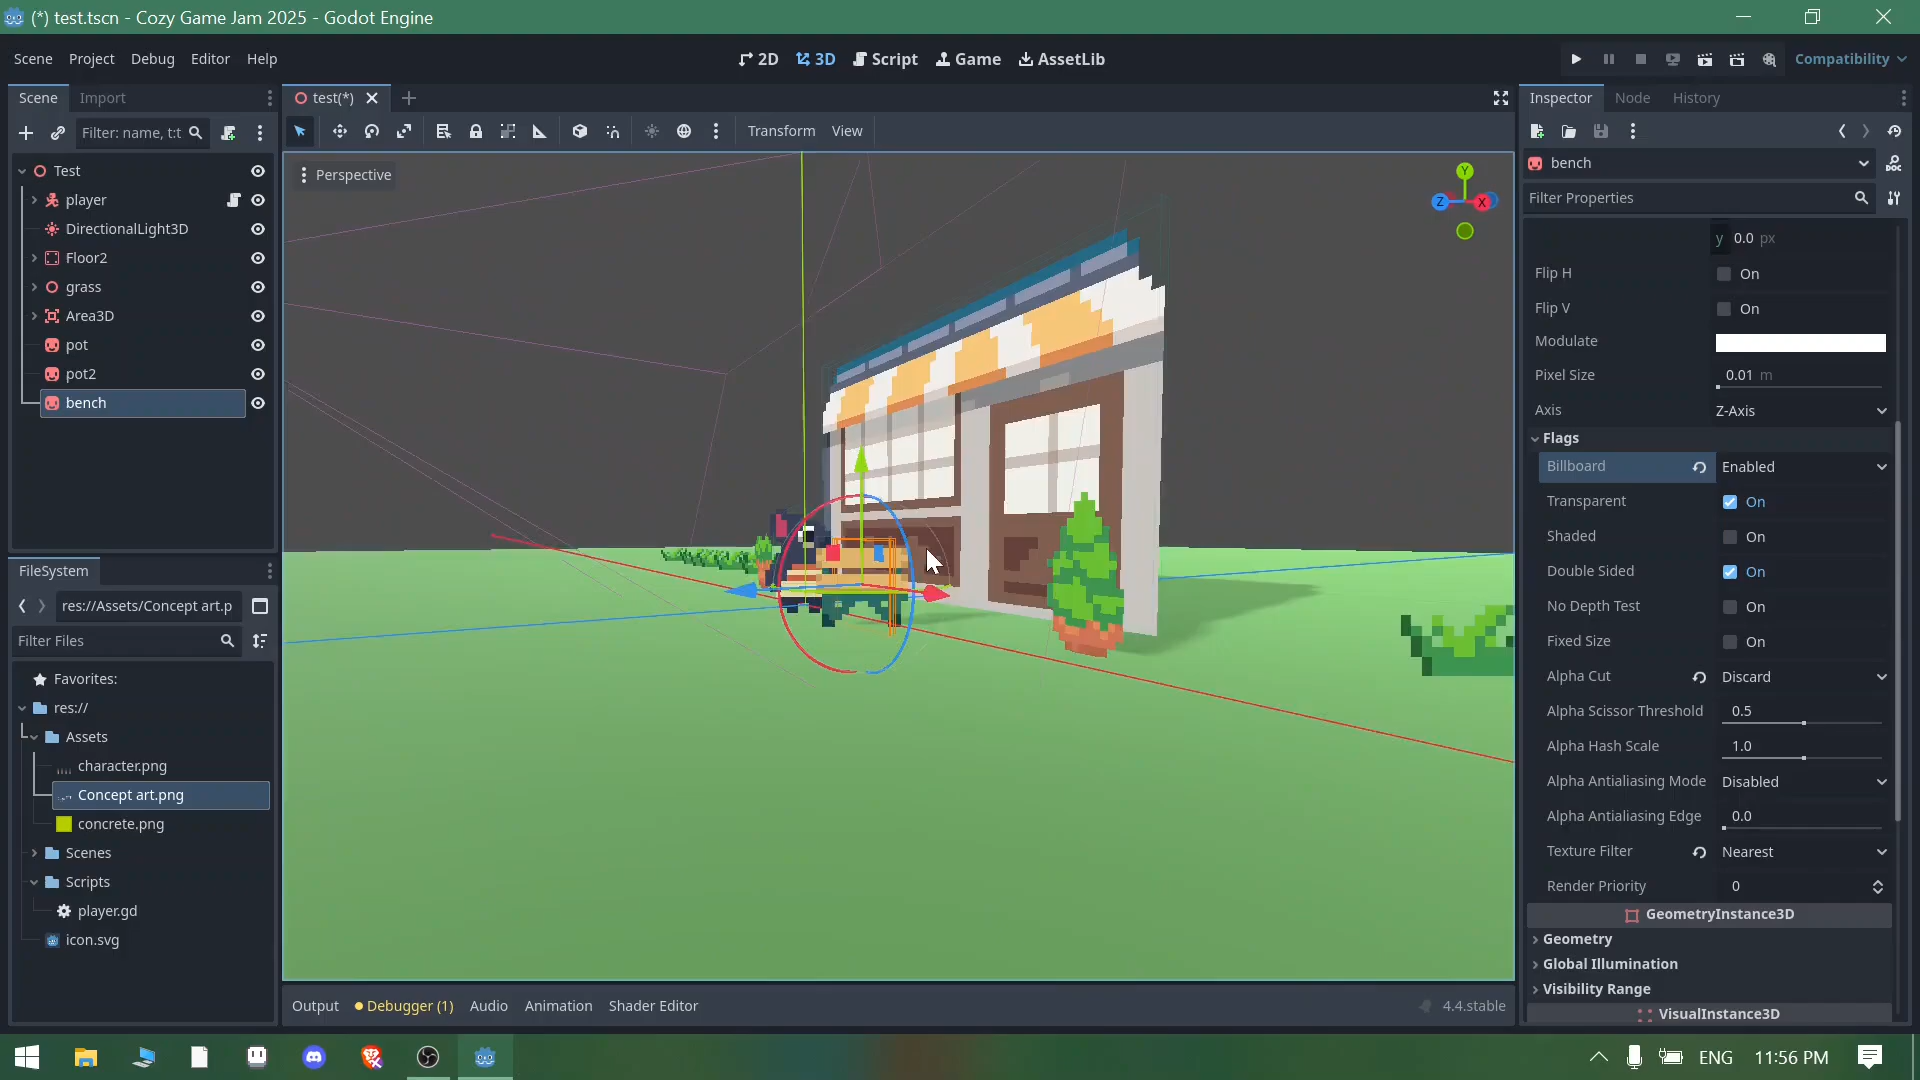 (*) test.tscn - Cozy Game Jam 2025 - Godot Engine
Scene Project Debug Editor Help
2D 3D Script Game AssetLib
Compatibility
Scene Import
Filter: name, t:t
Test
player
DirectionalLight3D
Floor2
grass
Area3D
pot
pot2
bench
FileSystem
res://Assets/Concept art.p
Filter Files
Favorites:
res://
Assets
character.png
Concept art.png
concrete.png
Scenes
Scripts
player.gd
icon.svg
test(*)
Transform View
Perspective
Y
Z
X
Output Debugger (1) Audio Animation Shader Editor
4.4.stable
Inspector Node History
bench
Filter Properties
y 0.0 px
Flip H On
Flip V On
Modulate
Pixel Size 0.01 m
Axis Z-Axis
Flags
Billboard Enabled
Transparent On
Shaded On
Double Sided On
No Depth Test On
Fixed Size On
Alpha Cut Discard
Alpha Scissor Threshold 0.5
Alpha Hash Scale 1.0
Alpha Antialiasing Mode Disabled
Alpha Antialiasing Edge 0.0
Texture Filter Nearest
Render Priority 0
GeometryInstance3D
Geometry
Global Illumination
Visibility Range
VisualInstance3D
ENG 11:56 PM